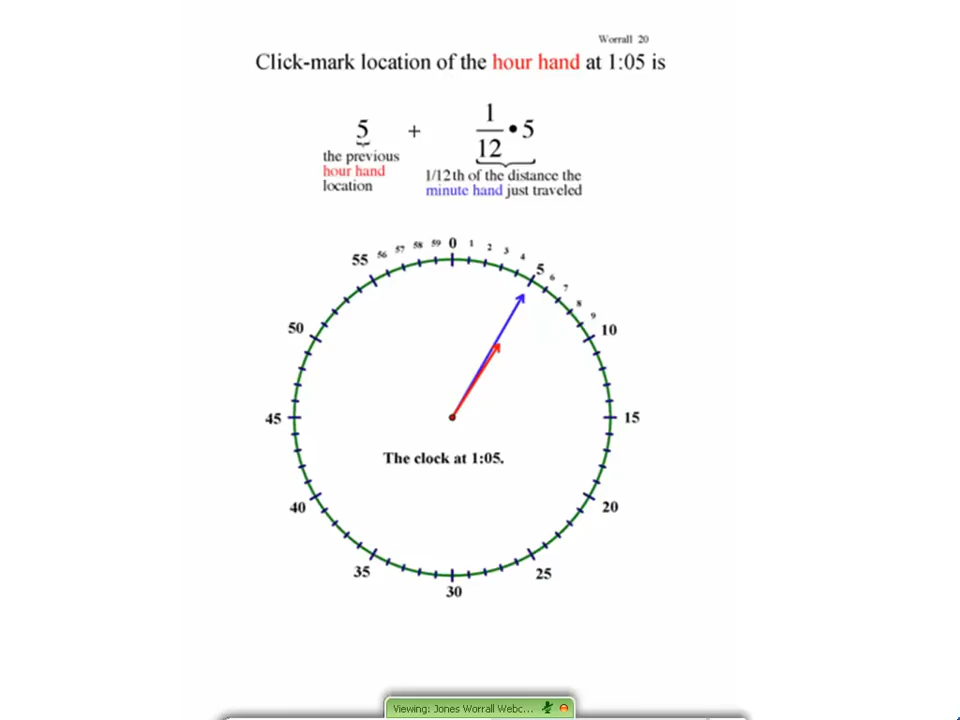 Worrall 20
Click-mark location of the hour hand at 1:05 is
5 + 1/12 • 5
the previous
hour hand
location
1/12th of the distance the
minute hand just traveled
0
1
2
3
4
5
6
7
8
9
10
15
20
25
30
35
40
45
50
55
56
57
58
59
The clock at 1:05.
Viewing: Jones Worrall Webc...